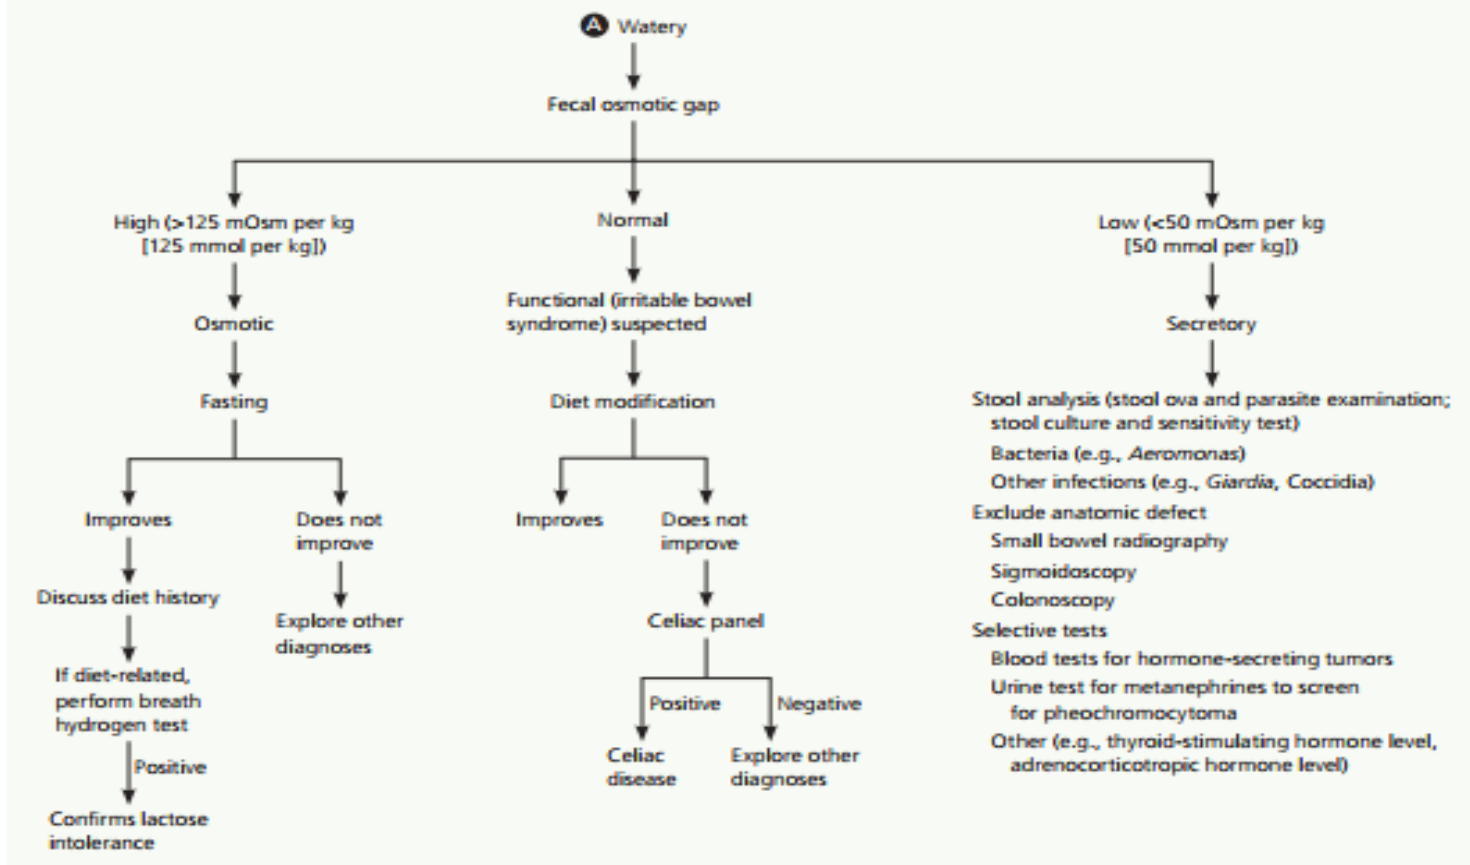 A Watery
Fecal osmotic gap
High (>125 mOsm per kg
[125 mmol per kg])
Osmotic
Fasting
Improves
Discuss diet history
If diet-related,
perform breath
hydrogen test
Positive
Confirms lactose
intolerance
Does not
improve
Explore other
diagnoses
Normal
Functional (irritable bowel
syndrome) suspected
Diet modification
Improves
Does not
improve
Celiac panel
Positive
Celiac
disease
Negative
Explore other
diagnoses
Low (<50 mOsm per kg
[50 mmol per kg])
Secretory
Stool analysis (stool ova and parasite examination;
stool culture and sensitivity test)
Bacteria (e.g., Aeromonas)
Other infections (e.g., Giardia, Coccidia)
Exclude anatomic defect
Small bowel radiography
Sigmoidoscopy
Colonoscopy
Selective tests
Blood tests for hormone-secreting tumors
Urine test for metanephrines to screen
for pheochromocytoma
Other (e.g., thyroid-stimulating hormone level,
adrenocorticotropic hormone level)